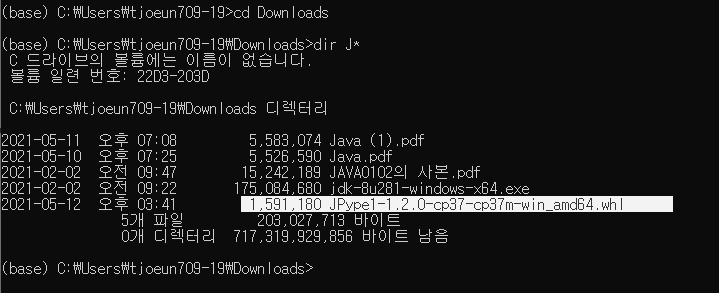 (base) C:₩Users₩tjoeun709-19>cd Downloads
(base) C:₩Users₩tjoeun709-19₩Downloads>dir J*
C 드라이브의 볼륨에는 이름이 없습니다.
볼륨 일련 번호: 22D3-203D
C:₩Users₩tjoeun709-19₩Downloads 디렉터리
2021-05-11 오후 07:08 5,583,074 Java (1).pdf
2021-05-10 오후 07:25 5,526,590 Java.pdf
2021-02-02 오전 09:47 15,242,189 JAVA0102의 사본.pdf
2021-02-02 오전 09:22 175,084,680 jdk-8u281-windows-x64.exe
2021-05-12 오후 03:41 1,591,180 JPype1-1.2.0-cp37-cp37m-win_amd64.whl
5개 파일 203,027,713 바이트
0개 디렉터리 717,319,929,856 바이트 남음
(base) C:₩Users₩tjoeun709-19₩Downloads>